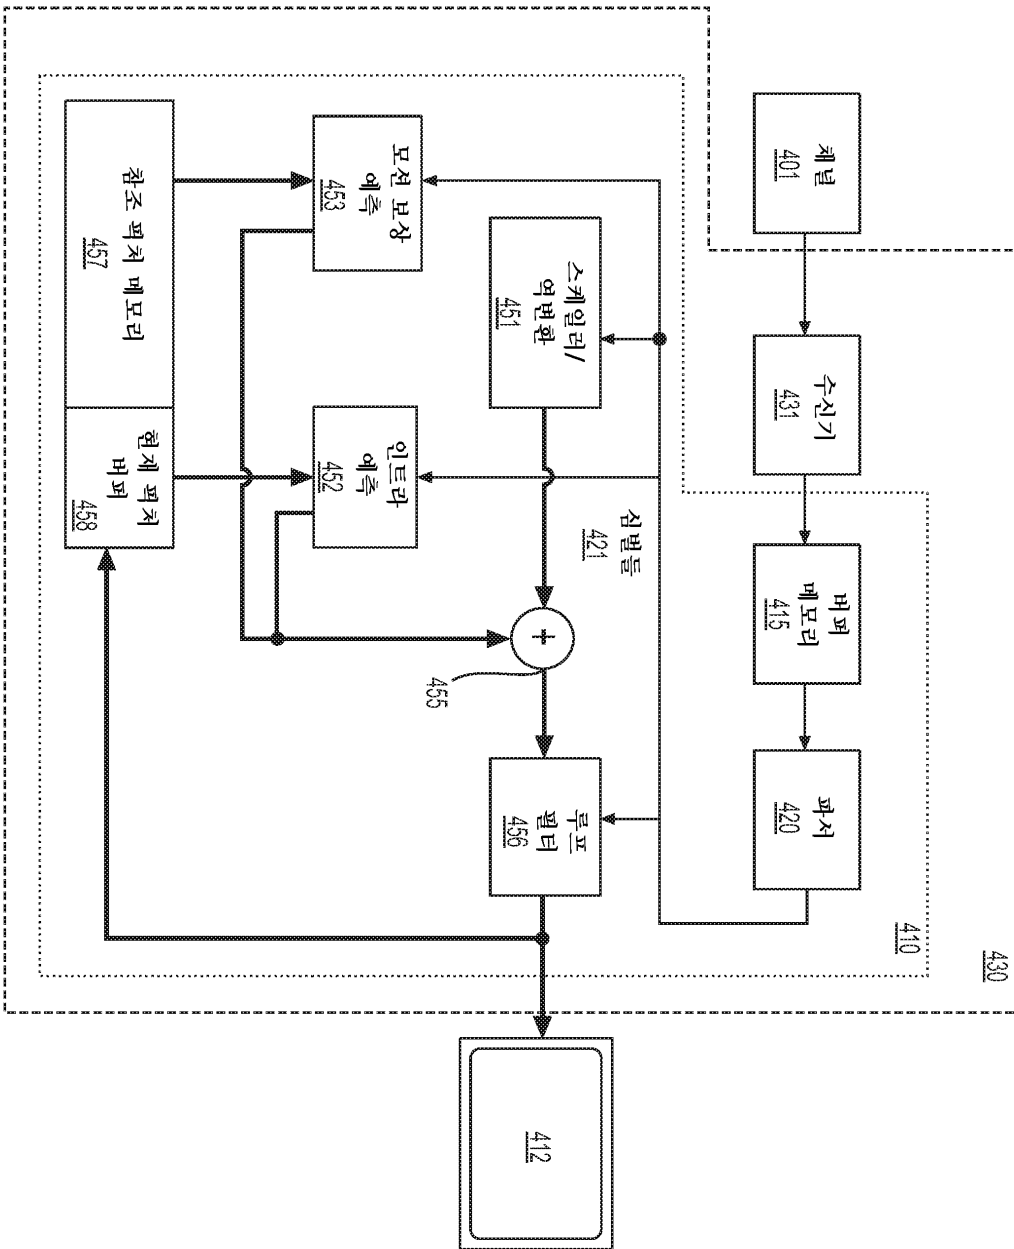 430
410
채널
401
수신기
431
버퍼
메모리
415
파서
420
심벌들
421
스케일러/
역변환
451
+
455
루프
필터
456
412
모션 보상
예측
453
인트라
예측
452
참조 픽처 메모리
457
현재 픽처
버퍼
458